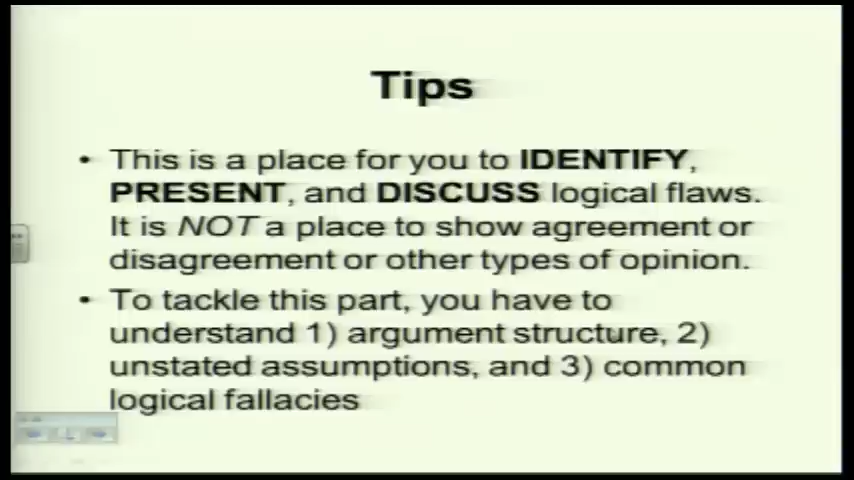 Tips
• This is a place for you to IDENTIFY,
PRESENT, and DISCUSS logical flaws.
It is NOT a place to show agreement or
disagreement or other types of opinion.
• To tackle this part, you have to
understand 1) argument structure, 2)
unstated assumptions, and 3) common
logical fallacies